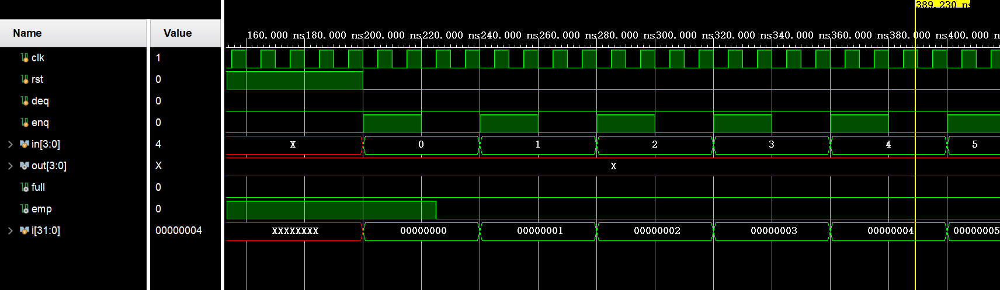 389.230 ns
Name Value
160.000 ns 180.000 ns 200.000 ns 220.000 ns 240.000 ns 260.000 ns 280.000 ns 300.000 ns 320.000 ns 340.000 ns 360.000 ns 380.000 ns 400.000 n
clk 1
rst 0
deq 0
enq 0
in[3:0] 4 X 0 1 2 3 4 5
out[3:0] X X
full 0
emp 0
i[31:0] 00000004 XXXXXXXX 00000000 00000001 00000002 00000003 00000004 00000005